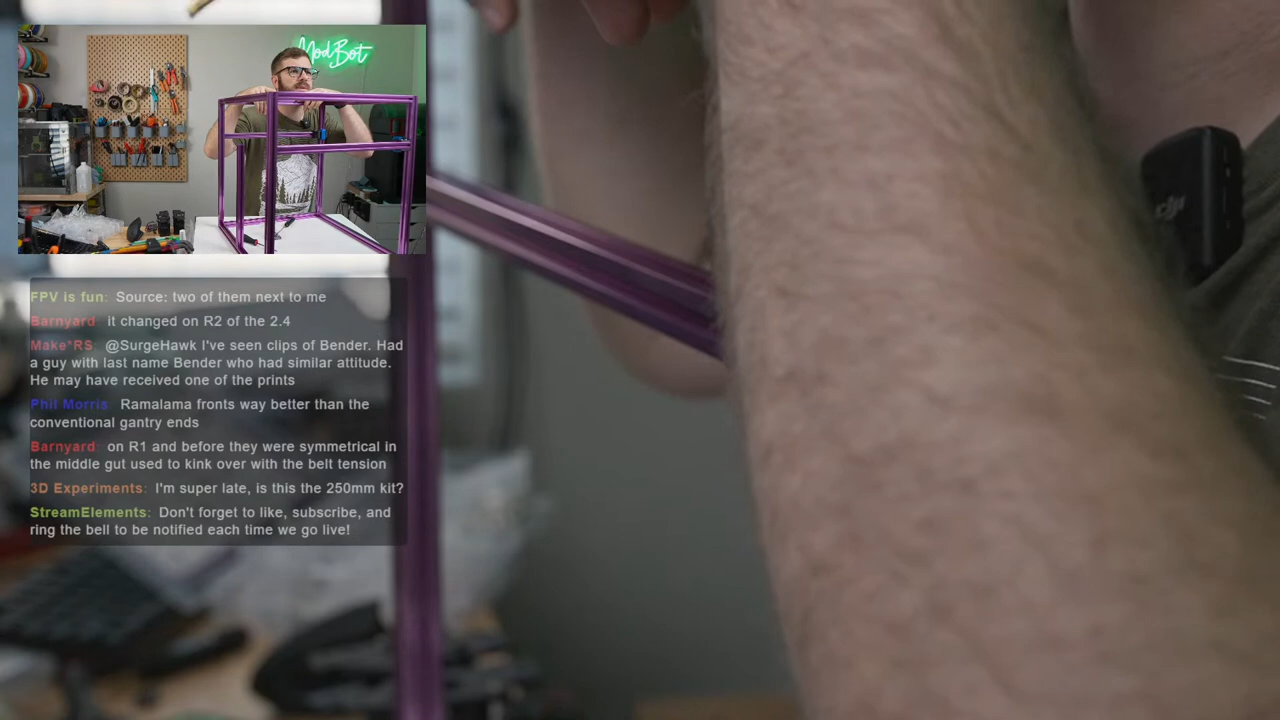 ModBot
dji
FPV is fun: Source: two of them next to me
Barnyard: it changed on R2 of the 2.4
Make*RS: @SurgeHawk I've seen clips of Bender. Had
a guy with last name Bender who had similar attitude.
He may have received one of the prints
Phil Morris: Ramalama fronts way better than the
conventional gantry ends
Barnyard: on R1 and before they were symmetrical in
the middle gut used to kink over with the belt tension
3D Experiments: I'm super late, is this the 250mm kit?
StreamElements: Don't forget to like, subscribe, and
ring the bell to be notified each time we go live!